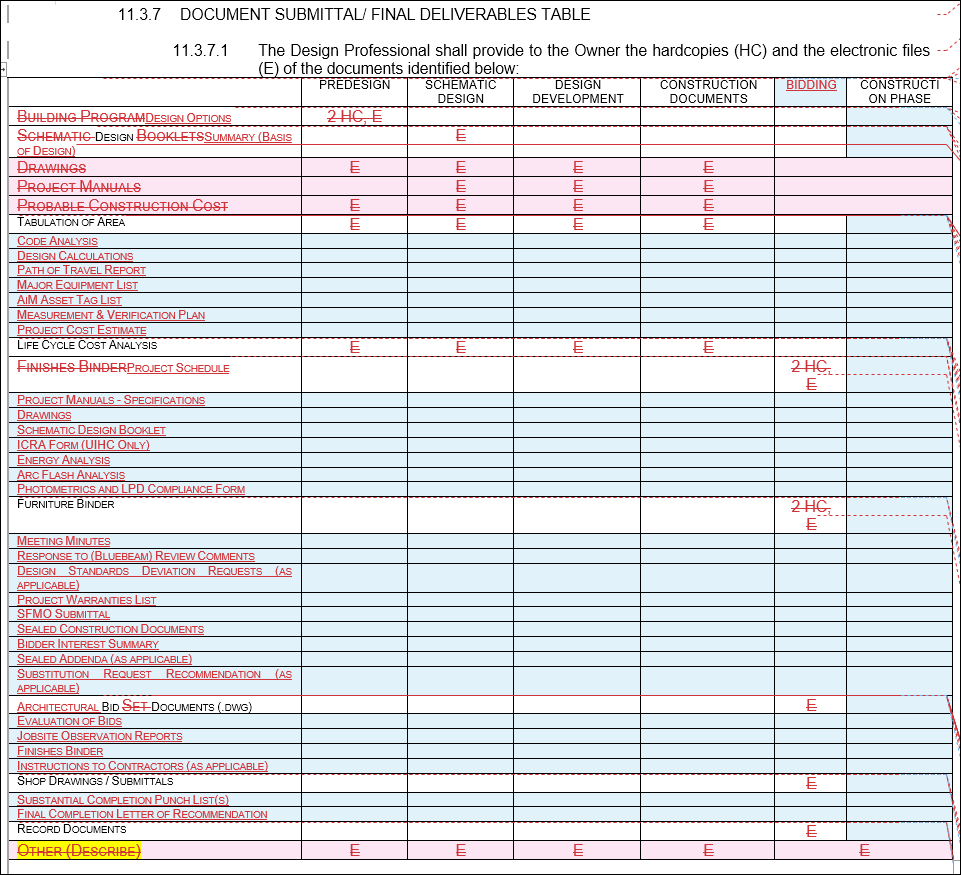 11.3.7 DOCUMENT SUBMITTAL/ FINAL DELIVERABLES TABLE
11.3.7.1 The Design Professional shall provide to the Owner the hardcopies (HC) and the electronic files
(E) of the documents identified below:
PREDESIGN SCHEMATIC DESIGN DESIGN DEVELOPMENT CONSTRUCTION DOCUMENTS BIDDING CONSTRUCTI ON PHASE
BUILDING PROGRAMDESIGN OPTIONS 2 HC, E
SCHEMATIC DESIGN BOOKLETSSUMMARY (BASIS E
OF DESIGN)
DRAWINGS E E E E
PROJECT MANUALS E E E
PROBABLE CONSTRUCTION COST E E E E
TABULATION OF AREA E E E E
CODE ANALYSIS
DESIGN CALCULATIONS
PATH OF TRAVEL REPORT
MAJOR EQUIPMENT LIST
AIM ASSET TAG LIST
MEASUREMENT & VERIFICATION PLAN
PROJECT COST ESTIMATE
LIFE CYCLE COST ANALYSIS E E E E
FINISHES BINDERPROJECT SCHEDULE 2 HC,
E
PROJECT MANUALS - SPECIFICATIONS
DRAWINGS
SCHEMATIC DESIGN BOOKLET
ICRA FORM (UIHC ONLY)
ENERGY ANALYSIS
ARC FLASH ANALYSIS
PHOTOMETRICS AND LPD COMPLIANCE FORM
FURNITURE BINDER 2 HC,
E
MEETING MINUTES
RESPONSE TO (BLUEBEAM) REVIEW COMMENTS
DESIGN STANDARDS DEVIATION REQUESTS (AS
APPLICABLE)
PROJECT WARRANTIES LIST
SFMO SUBMITTAL
SEALED CONSTRUCTION DOCUMENTS
BIDDER INTEREST SUMMARY
SEALED ADDENDA (AS APPLICABLE)
SUBSTITUTION REQUEST RECOMMENDATION (AS
APPLICABLE)
ARCHITECTURAL BID SET DOCUMENTS (.DWG) E
EVALUATION OF BIDS
JOBSITE OBSERVATION REPORTS
FINISHES BINDER
INSTRUCTIONS TO CONTRACTORS (AS APPLICABLE)
SHOP DRAWINGS / SUBMITTALS E
SUBSTANTIAL COMPLETION PUNCH LIST(S)
FINAL COMPLETION LETTER OF RECOMMENDATION
RECORD DOCUMENTS E
OTHER (DESCRIBE) E E E E E